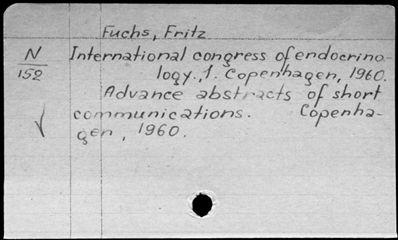 Fuchs, Fritz
N International congress of endocrino-
152 logy., 1. Copenhagen, 1960.
Advance abstracts of short
communications. Copenha-
gen, 1960.